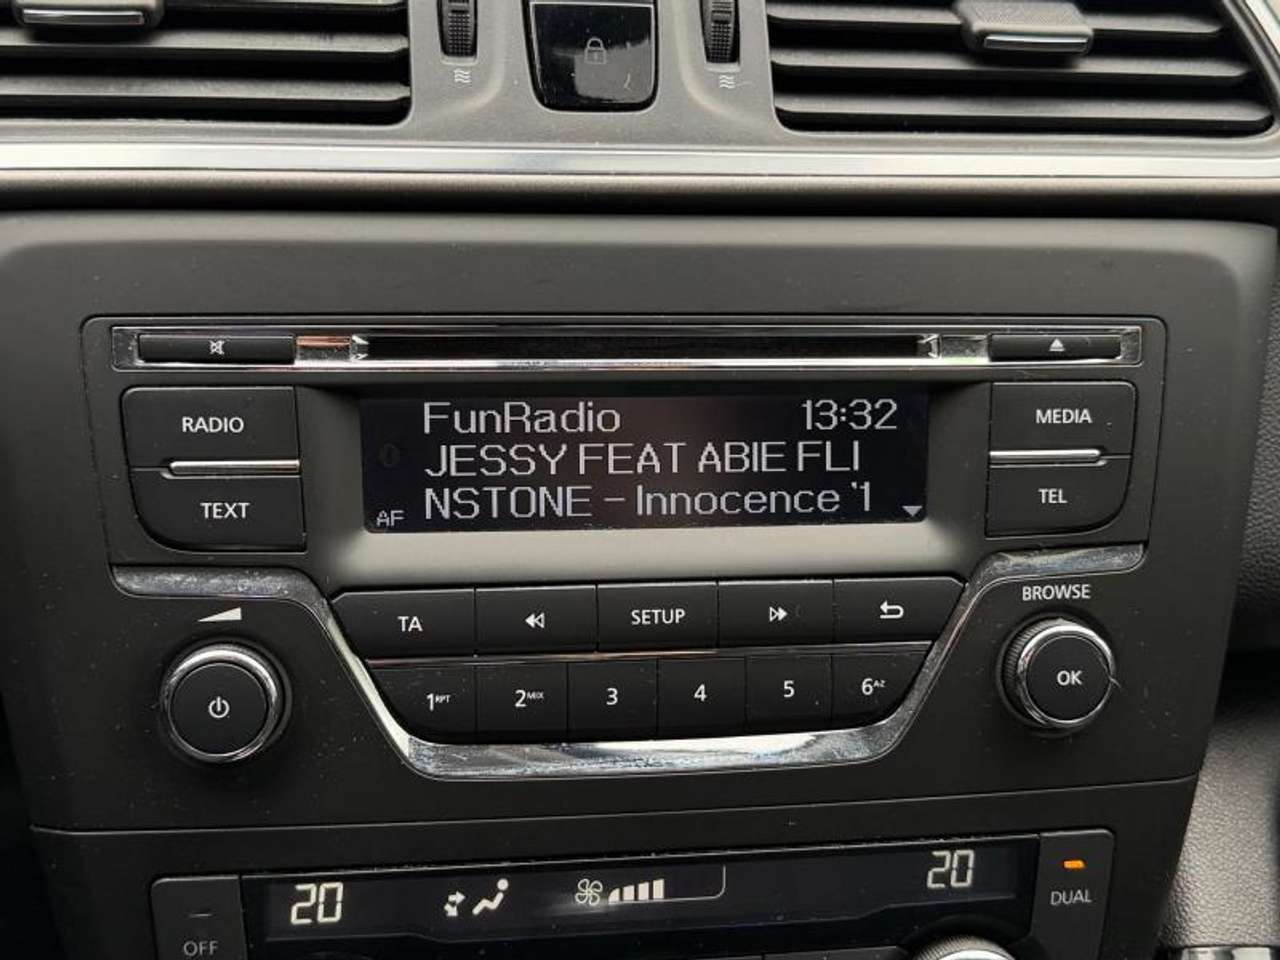 RADIO
TEXT
FunRadio 13:32
JESSY FEAT ABIE FLI
NSTONE - Innocence '1
AF
MEDIA
TEL
TA SETUP
BROWSE
1RPT 2MIX 3 4 5 6AZ
OK
20 20
OFF
DUAL